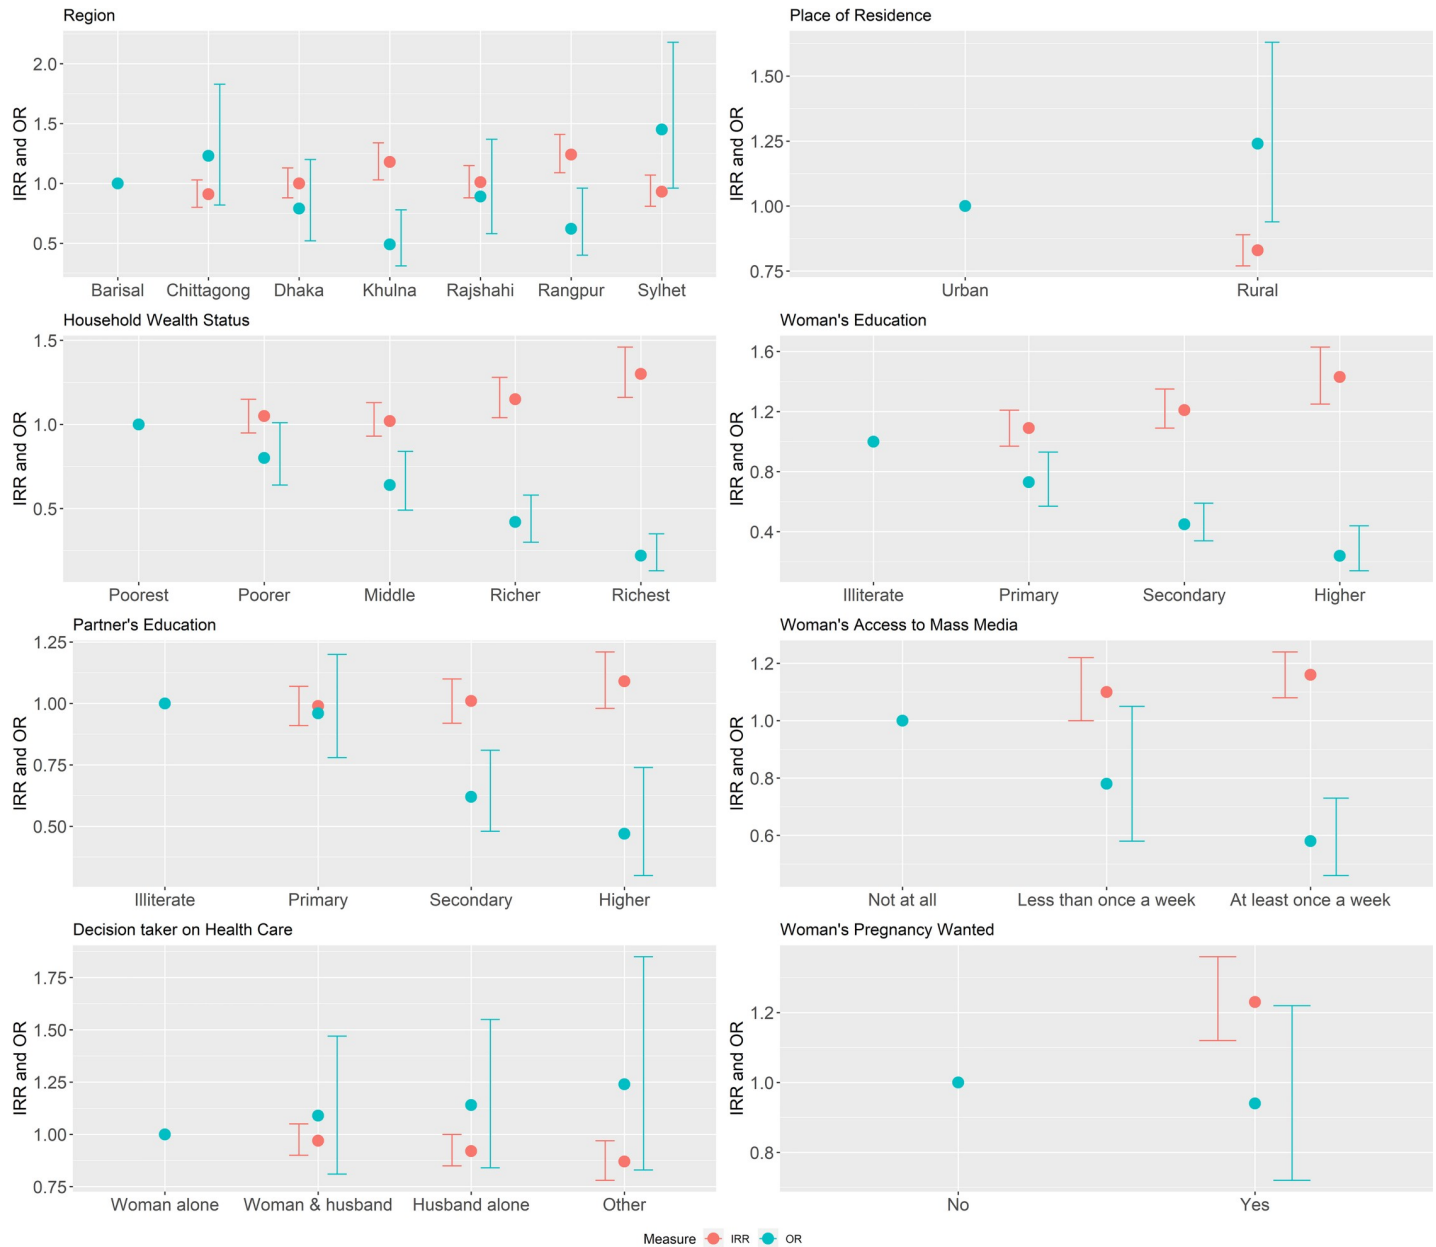 Region
IRR and OR
2.0
1.5
1.0
0.5
Barisal Chittagong Dhaka Khulna Rajshahi Rangpur Sylhet
Place of Residence
IRR and OR
1.50
1.25
1.00
0.75
Urban Rural
Household Wealth Status
IRR and OR
1.5
1.0
0.5
Poorest Poorer Middle Richer Richest
Woman's Education
IRR and OR
1.6
1.2
0.8
0.4
Illiterate Primary Secondary Higher
Partner's Education
IRR and OR
1.25
1.00
0.75
0.50
Illiterate Primary Secondary Higher
Woman's Access to Mass Media
IRR and OR
1.2
1.0
0.8
0.6
Not at all Less than once a week At least once a week
Decision taker on Health Care
IRR and OR
1.75
1.50
1.25
1.00
0.75
Woman alone Woman & husband Husband alone Other
Woman's Pregnancy Wanted
IRR and OR
1.2
1.0
0.8
No Yes
Measure IRR OR